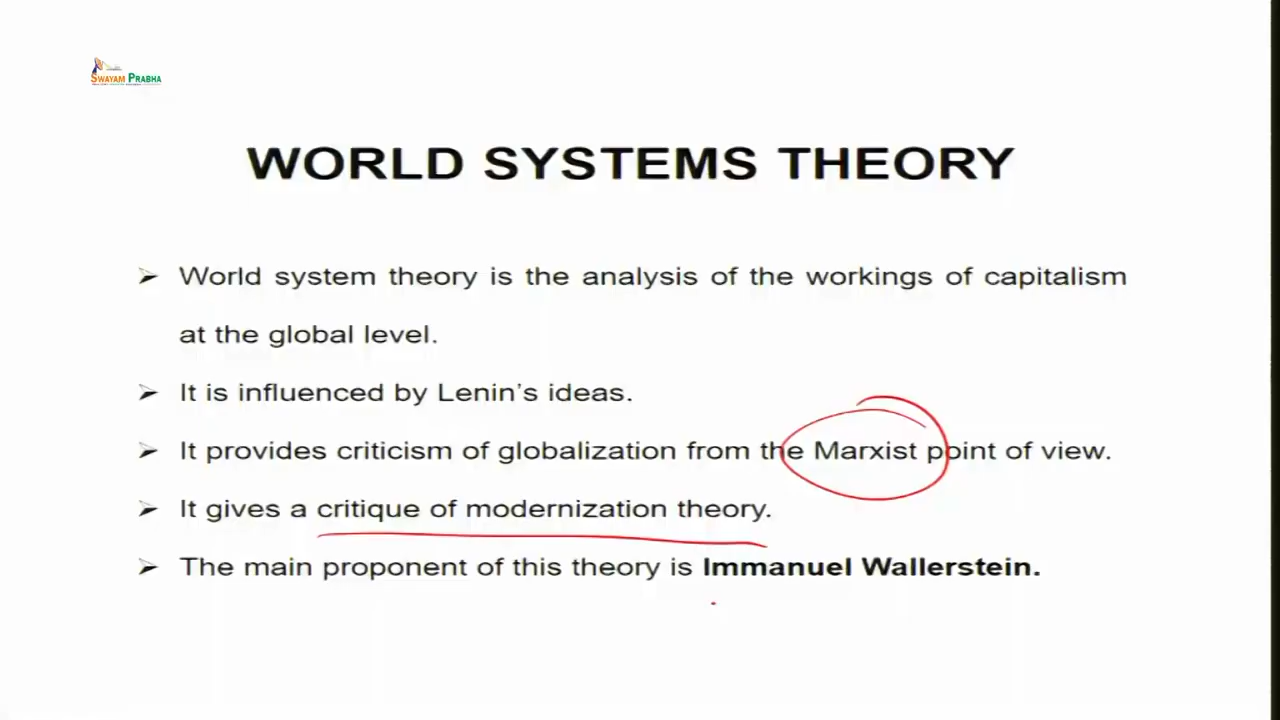 SWAYAM PRABHA
WORLD SYSTEMS THEORY
➢ World system theory is the analysis of the workings of capitalism
at the global level.
➢ It is influenced by Lenin's ideas.
➢ It provides criticism of globalization from the Marxist point of view.
➢ It gives a critique of modernization theory.
➢ The main proponent of this theory is Immanuel Wallerstein.